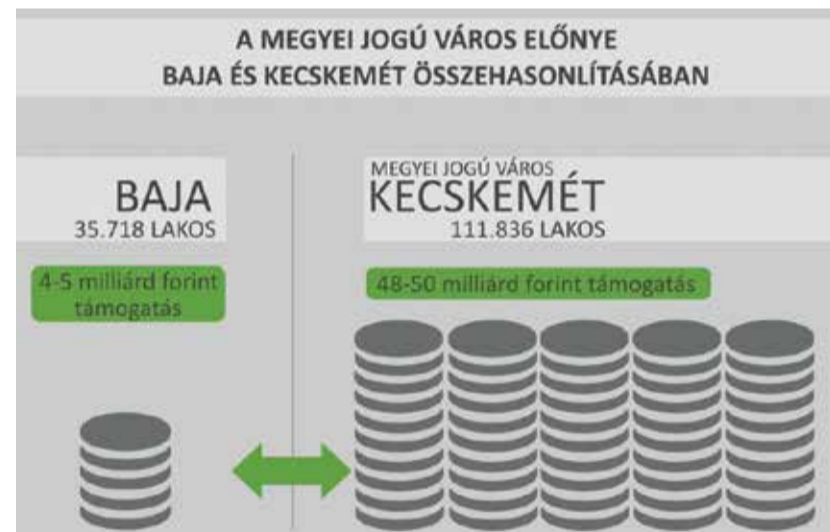 A MEGYEI JOGÚ VÁROS ELŐNYE
BAJA ÉS KECSKEMÉT ÖSSZEHASONLÍTÁSÁBAN
BAJA
35.718 LAKOS
4-5 milliárd forint
támogatás
MEGYEI JOGÚ VÁROS
KECSKEMÉT
111.836 LAKOS
48-50 milliárd forint támogatás